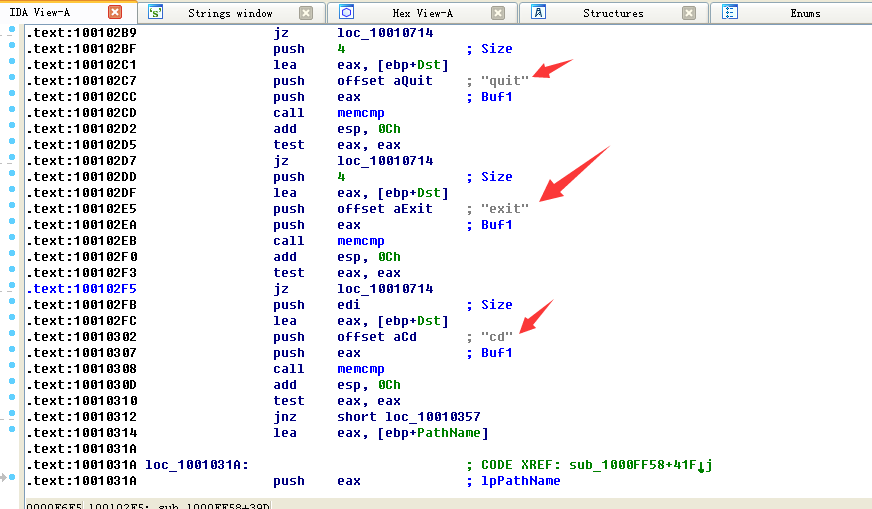 IDA View-A Strings window Hex View-A Structures Enums
.text:100102B9 jz loc_10010714
.text:100102BF push 4 ; Size
.text:100102C1 lea eax, [ebp+Dst]
.text:100102C7 push offset aQuit ; "quit"
.text:100102CC push eax ; Buf1
.text:100102CD call memcmp
.text:100102D2 add esp, 0Ch
.text:100102D5 test eax, eax
.text:100102D7 jz loc_10010714
.text:100102DD push 4 ; Size
.text:100102DF lea eax, [ebp+Dst]
.text:100102E5 push offset aExit ; "exit"
.text:100102EA push eax ; Buf1
.text:100102EB call memcmp
.text:100102F0 add esp, 0Ch
.text:100102F3 test eax, eax
.text:100102F5 jz loc_10010714
.text:100102FB push edi ; Size
.text:100102FC lea eax, [ebp+Dst]
.text:10010302 push offset aCd ; "cd"
.text:10010307 push eax ; Buf1
.text:10010308 call memcmp
.text:1001030D add esp, 0Ch
.text:10010310 test eax, eax
.text:10010312 jnz short loc_10010357
.text:10010314 lea eax, [ebp+PathName]
.text:1001031A
.text:1001031A loc_1001031A: ; CODE XREF: sub_1000FF58+41F↓j
.text:1001031A push eax ; lpPathName
0000F6F5 100102F5: sub_1000FF58+39D